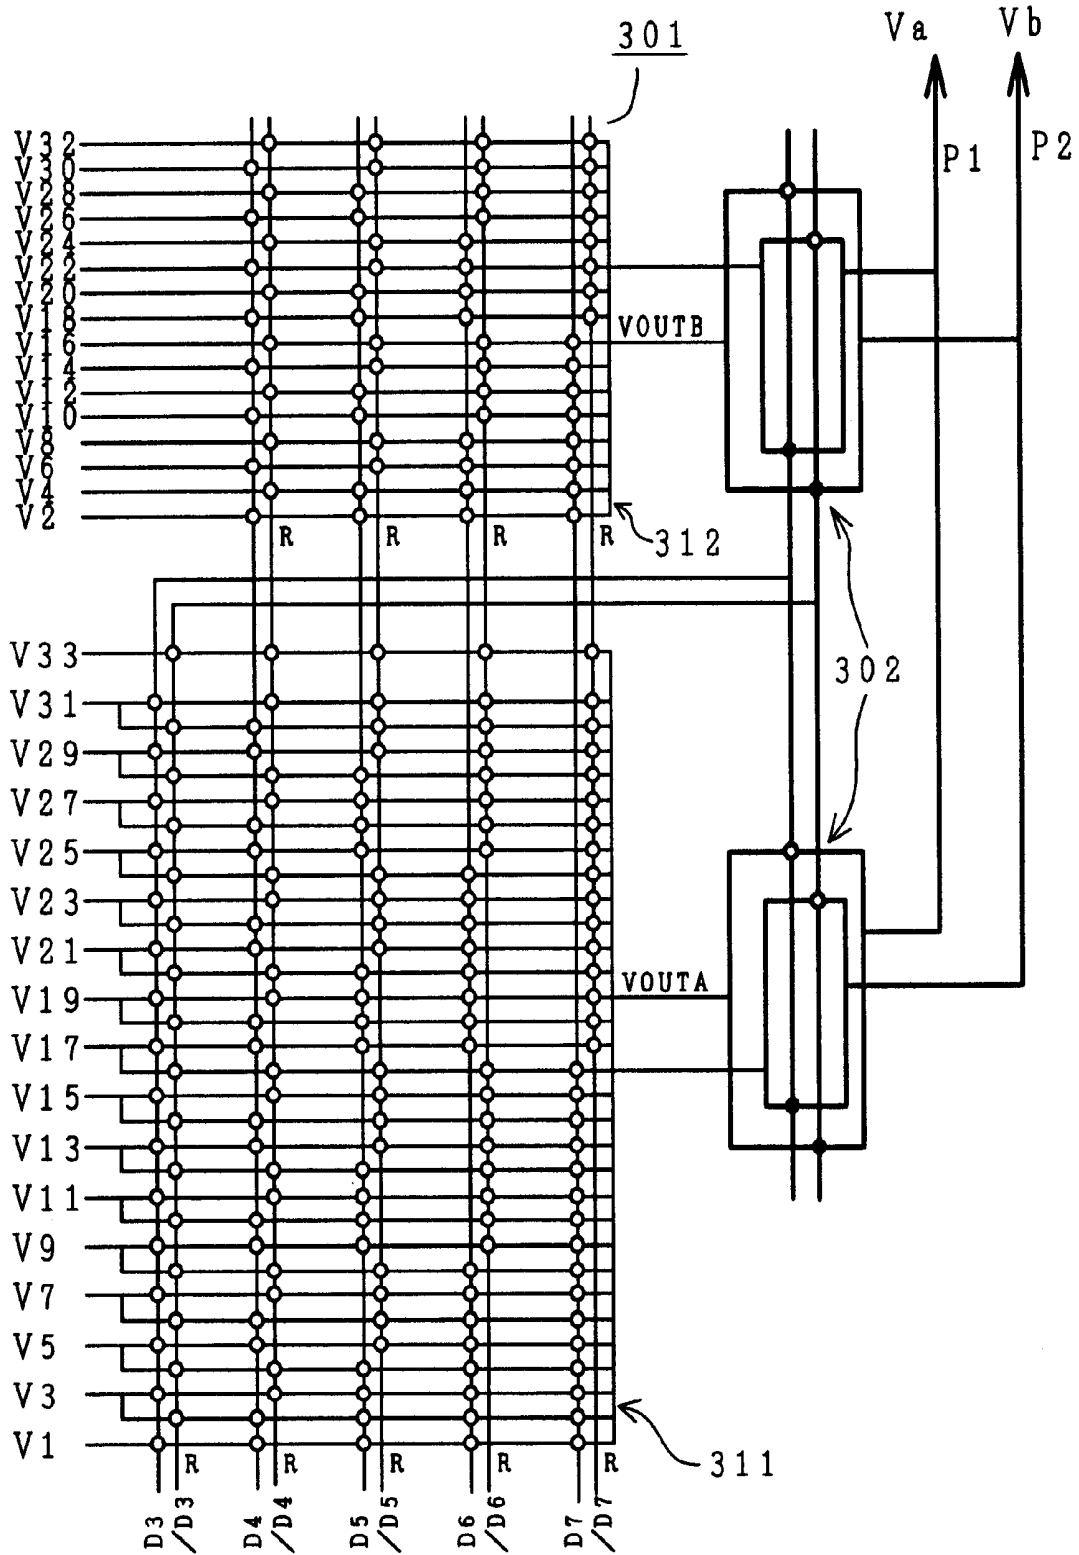 Va Vb
301
P1 P2
V32
V30
V28
V26
V24
V22
V20
V18
V16 VOUTB
V14
V12
V10
V8
V6
V4
V2
R R R R 312
V33
302
V31
V29
V27
V25
V23
V21
V19 VOUTA
V17
V15
V13
V11
V9
V7
V5
V3
V1
R R R R R 311
D3 /D3 D4 /D4 D5 /D5 D6 /D6 D7 /D7